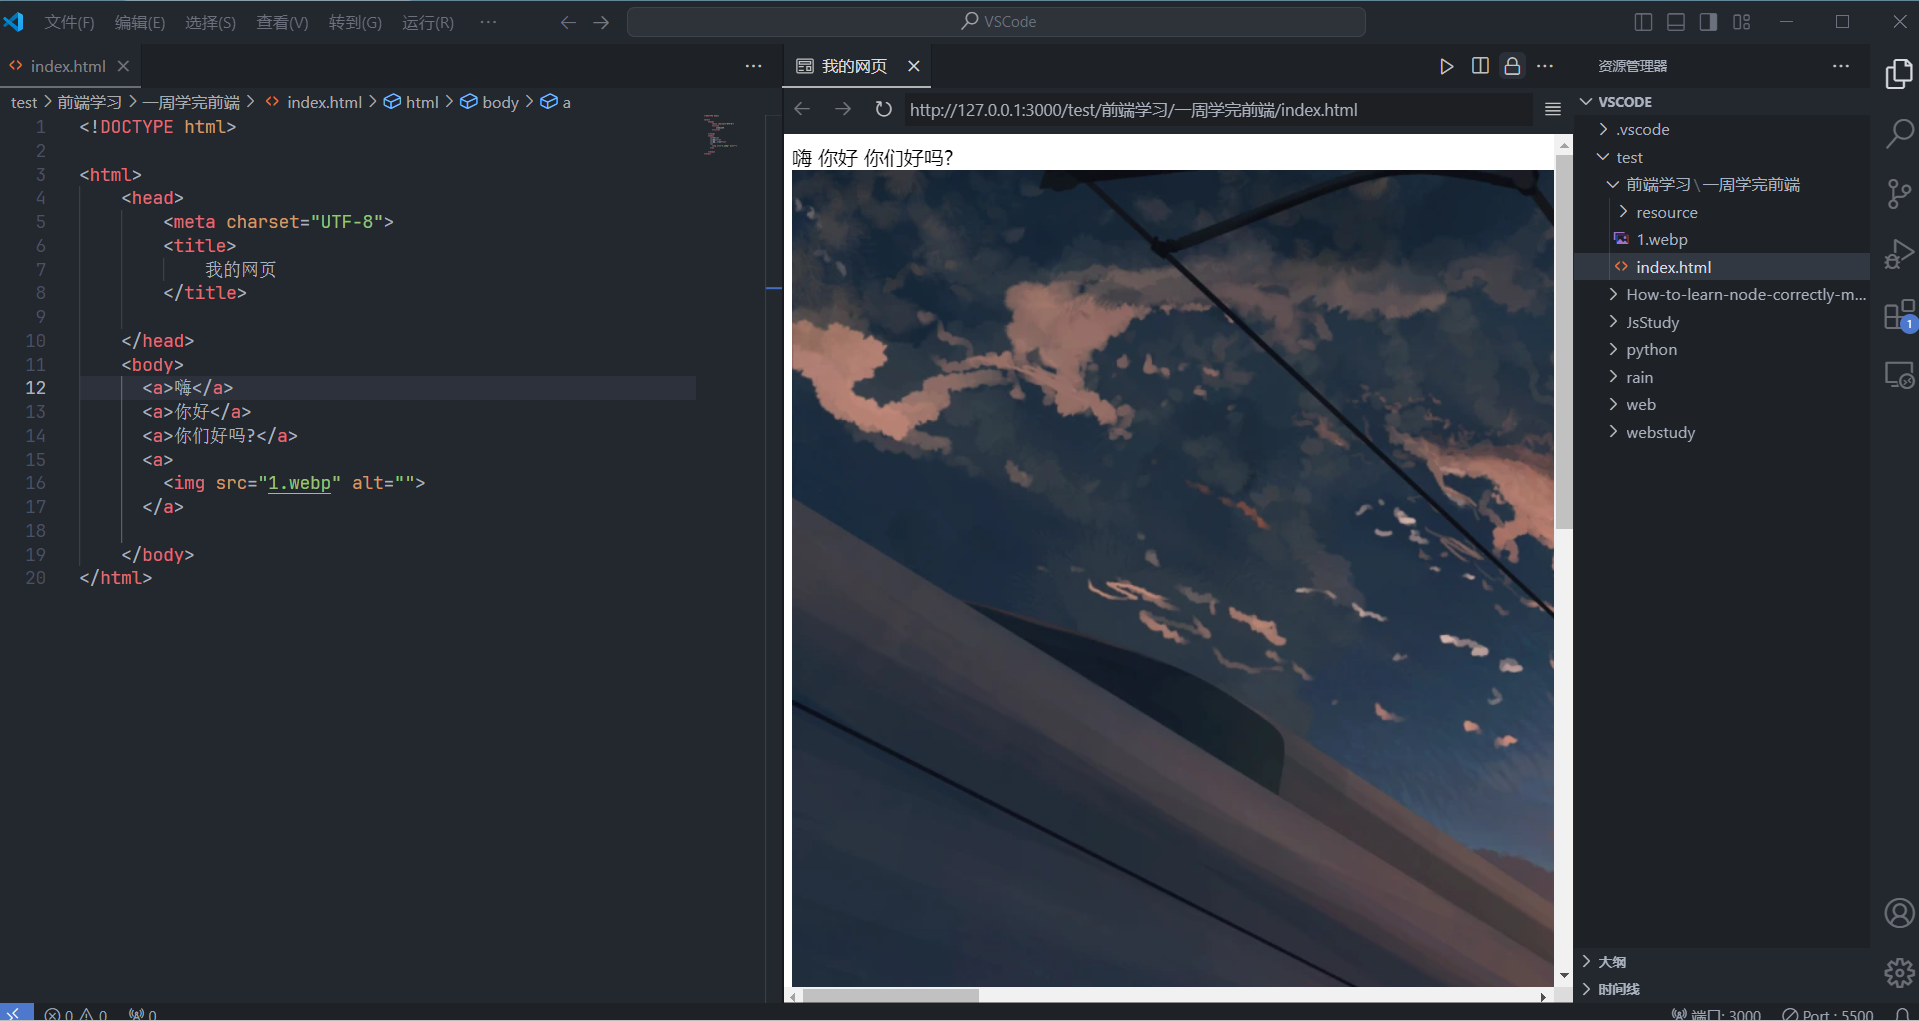 文件(F) 编辑(E) 选择(S) 查看(V) 转到(G) 运行(R) ··· VSCode
index.html
test > 前端学习 > 一周学完前端 > index.html > html > body > a
1 <!DOCTYPE html>
2
3 <html>
4 <head>
5 <meta charset="UTF-8">
6 <title>
7 我的网页
8 </title>
9
10 </head>
11 <body>
12 <a>嗨</a>
13 <a>你好</a>
14 <a>你们好吗?</a>
15 <a>
16 <img src="1.webp" alt="">
17 </a>
18
19 </body>
20 </html>
我的网页
http://127.0.0.1:3000/test/前端学习/一周学完前端/index.html
嗨 你好 你们好吗?
资源管理器
VSCODE
.vscode
test
前端学习\一周学完前端
resource
1.webp
index.html
How-to-learn-node-correctly-m...
JsStudy
python
rain
web
webstudy
大纲
时间线
1
0 0 0
端口: 3000 Port : 5500